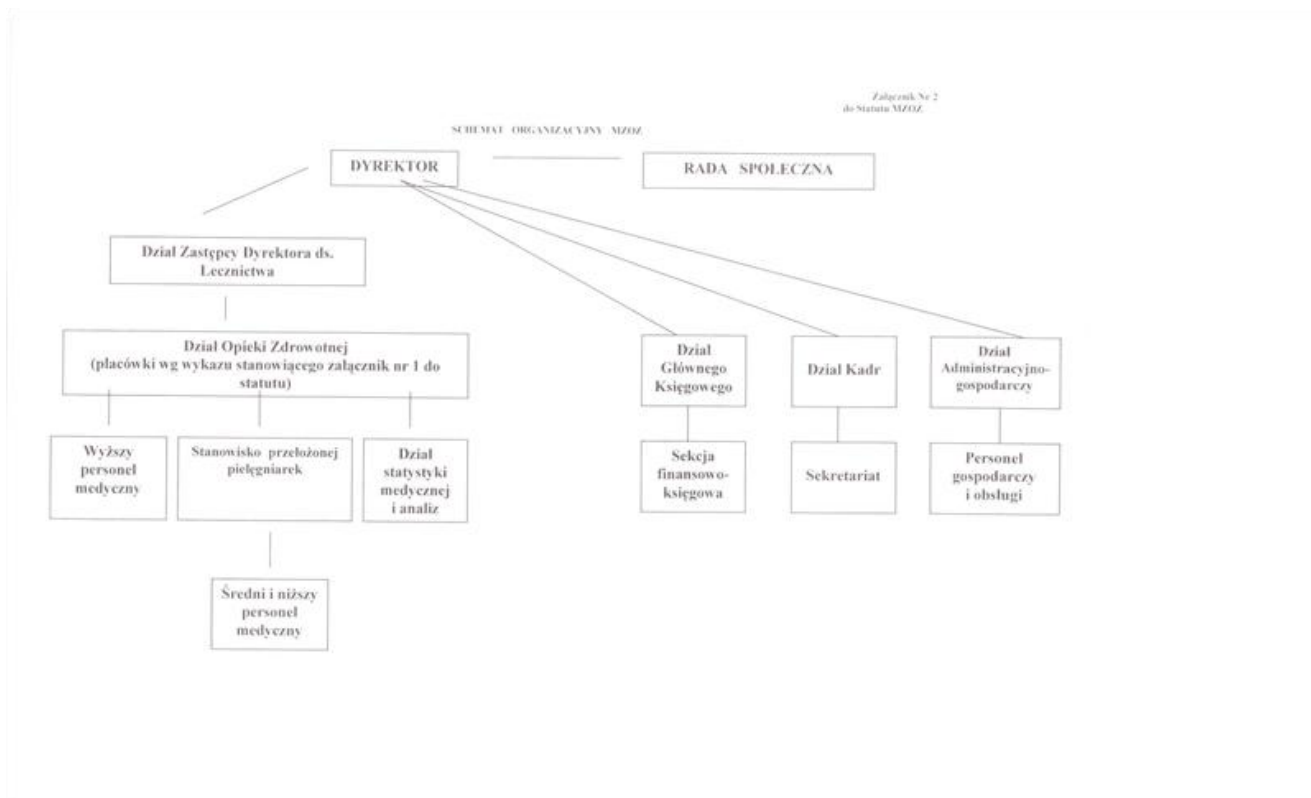 Załącznik Nr 2
do Statutu MZOZ
SCHEMAT ORGANIZACYJNY MZOZ
DYREKTOR
RADA SPOŁECZNA
Dział Zastępcy Dyrektora ds.
Lecznictwa
Dział Opieki Zdrowotnej
(placówki wg wykazu stanowiącego załącznik nr 1 do
statutu)
Dział
Głównego
Księgowego
Dział Kadr
Dział
Administracyjno-
gospodarczy
Wyższy
personel
medyczny
Stanowisko przełożonej
pielęgniarek
Dział
statystyki
medycznej
i analiz
Sekcja
finansowo-
księgowa
Sekretariat
Personel
gospodarczy
i obsługi
Średni i niższy
personel
medyczny